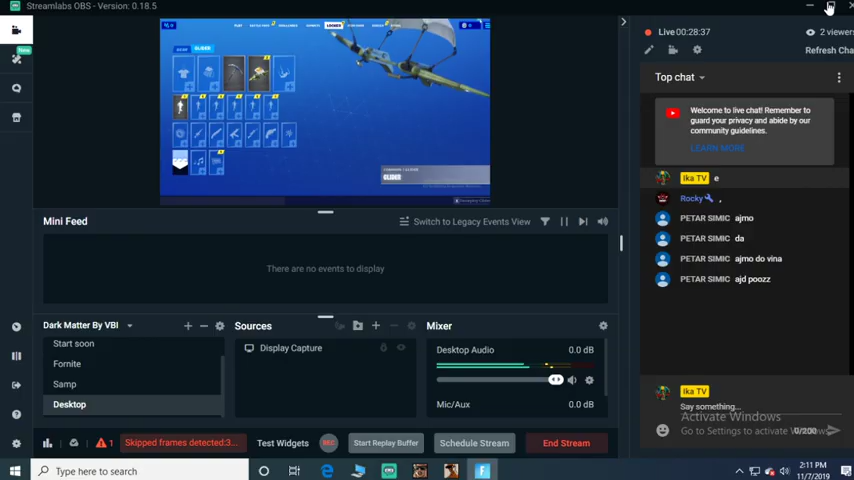 Streamlabs OBS - Version: 0.18.5
New
LOCKER
GLIDER
GLIDER
Live 00:28:37
2 viewers
Refresh Cha
Top chat
Welcome to live chat! Remember to
guard your privacy and abide by our
community guidelines.
LEARN MORE
Ika TV e
Rocky ,
PETAR SIMIC ajmo
PETAR SIMIC da
PETAR SIMIC ajmo do vina
PETAR SIMIC ajd poozz
Mini Feed
Switch to Legacy Events View
There are no events to display
Dark Matter By VBI
Start soon
Fornite
Samp
Desktop
Sources
Display Capture
Mixer
Desktop Audio 0.0 dB
Mic/Aux 0.0 dB
Ika TV
Say something...
0/200
Activate Windows
Go to Settings to activate Windows.
1
Skipped frames detected:3...
Test Widgets
REC
Start Replay Buffer
Schedule Stream
End Stream
Type here to search
2:11 PM
11/7/2019